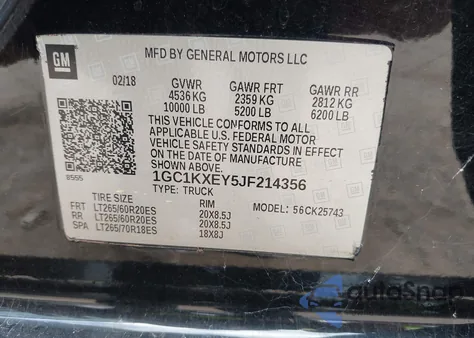 GM
MFD BY GENERAL MOTORS LLC
02/18 GVWR GAWR FRT GAWR RR
4536 KG 2359 KG 2812 KG
10000 LB 5200 LB 6200 LB
THIS VEHICLE CONFORMS TO ALL
APPLICABLE U.S. FEDERAL MOTOR
VEHICLE SAFETY STANDARDS IN EFFECT
ON THE DATE OF MANUFACTURE SHOWN ABOVE.
1GC1KXEY5JF214356
8555 TYPE: TRUCK
TIRE SIZE RIM 56CK25743
FRT LT265/60R20ES 20X8.5J
RR LT265/60R20ES 20X8.5J
SPA LT265/70R18ES 18X8J